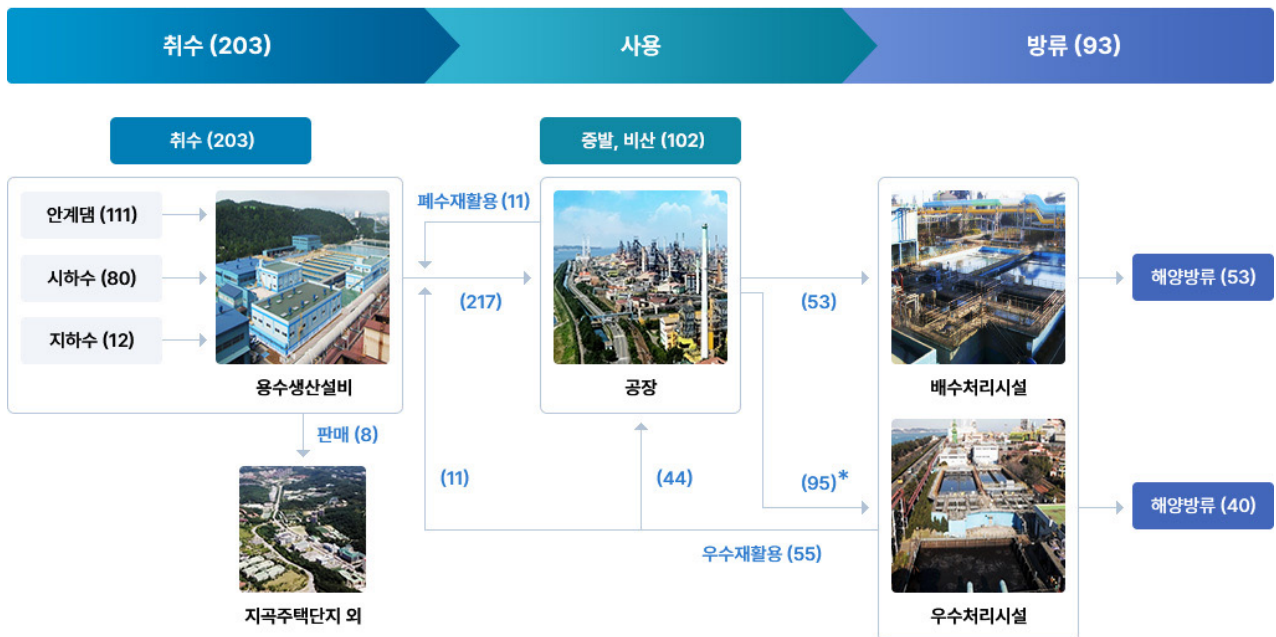 취수 (203)
사용
방류 (93)
취수 (203)
증발, 비산 (102)
안계댐 (111)
시하수 (80)
지하수 (12)
용수생산설비
폐수재활용 (11)
(217)
공장
(53)
배수처리시설
해양방류 (53)
판매 (8)
지곡주택단지 외
(11)
(44)
(95)*
우수재활용 (55)
우수처리시설
해양방류 (40)